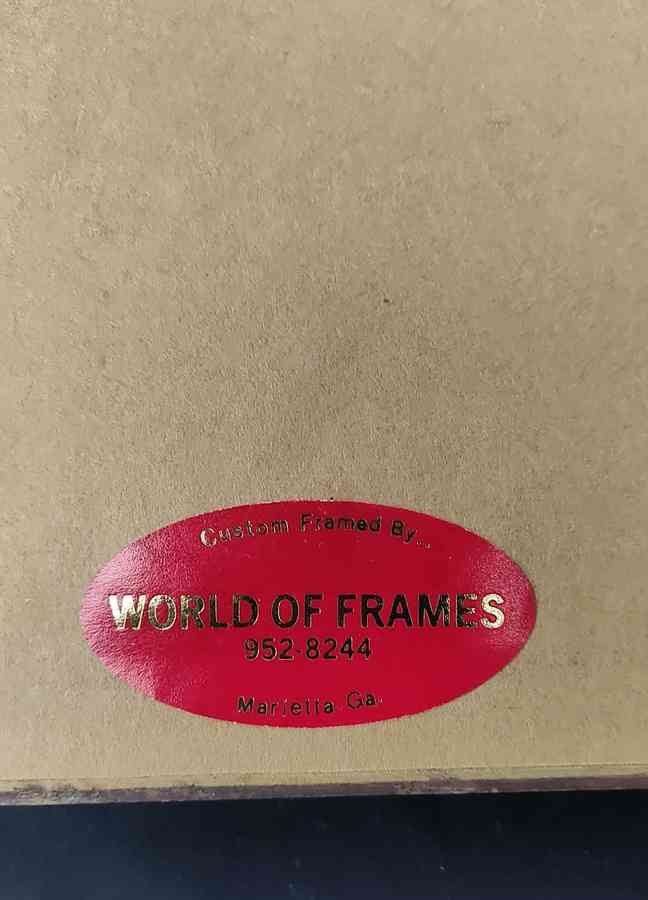 Custom Framed By...
WORLD OF FRAMES
952-8244
Marietta Ga.